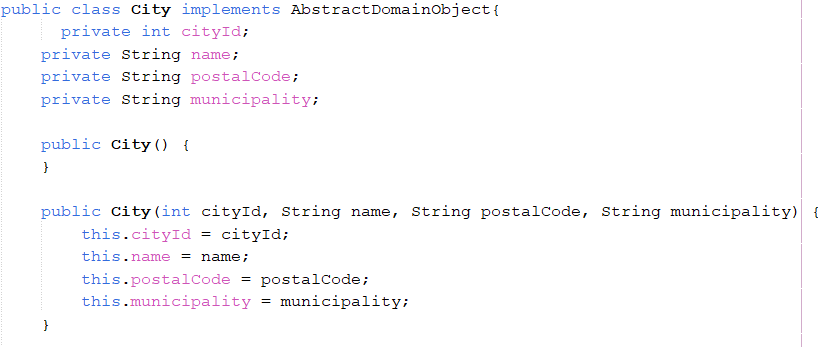 public class City implements AbstractDomainObject{
private int cityId;
private String name;
private String postalCode;
private String municipality;
public City() {
}
public City(int cityId, String name, String postalCode, String municipality) {
this.cityId = cityId;
this.name = name;
this.postalCode = postalCode;
this.municipality = municipality;
}